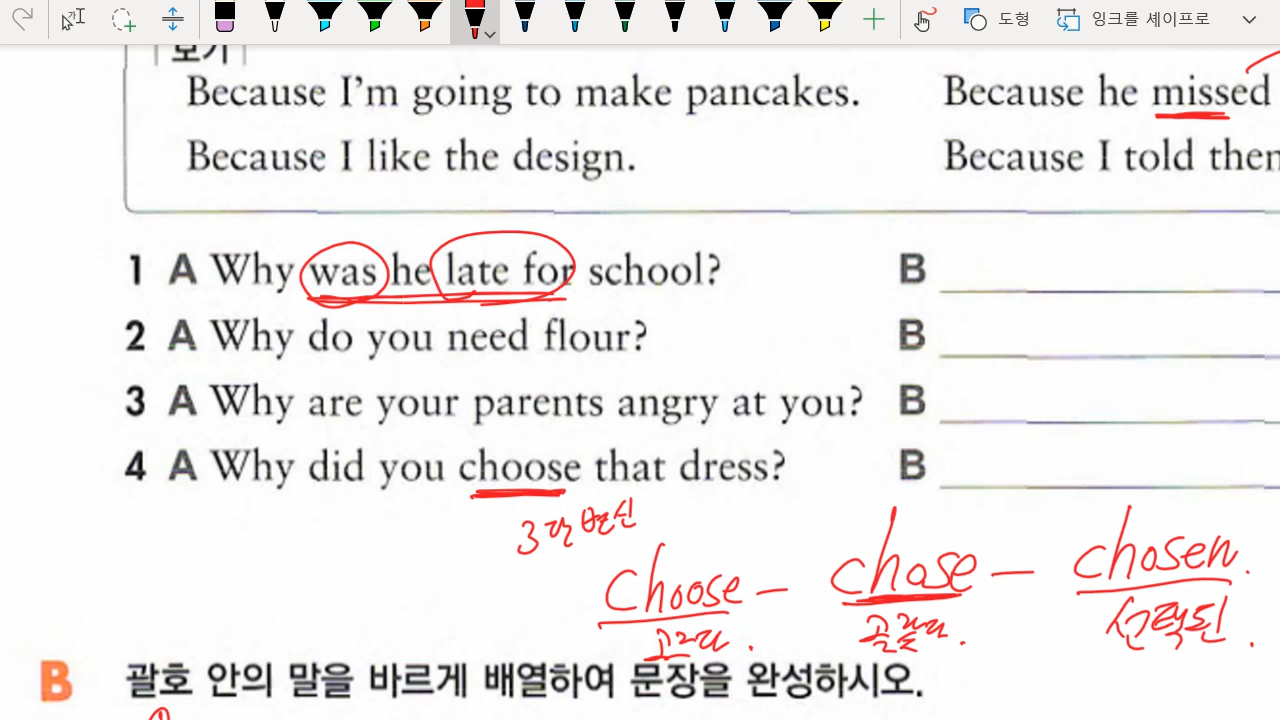 도형 잉크를 셰이프로
보기
Because I'm going to make pancakes. Because he missed
Because I like the design. Because I told them
1 A Why was he late for school? B
2 A Why do you need flour? B
3 A Why are your parents angry at you? B
4 A Why did you choose that dress? B
3단 변신
choose - chose - chosen.
고르다. 골랐다. 선택된.
B 괄호 안의 말을 바르게 배열하여 문장을 완성하시오.